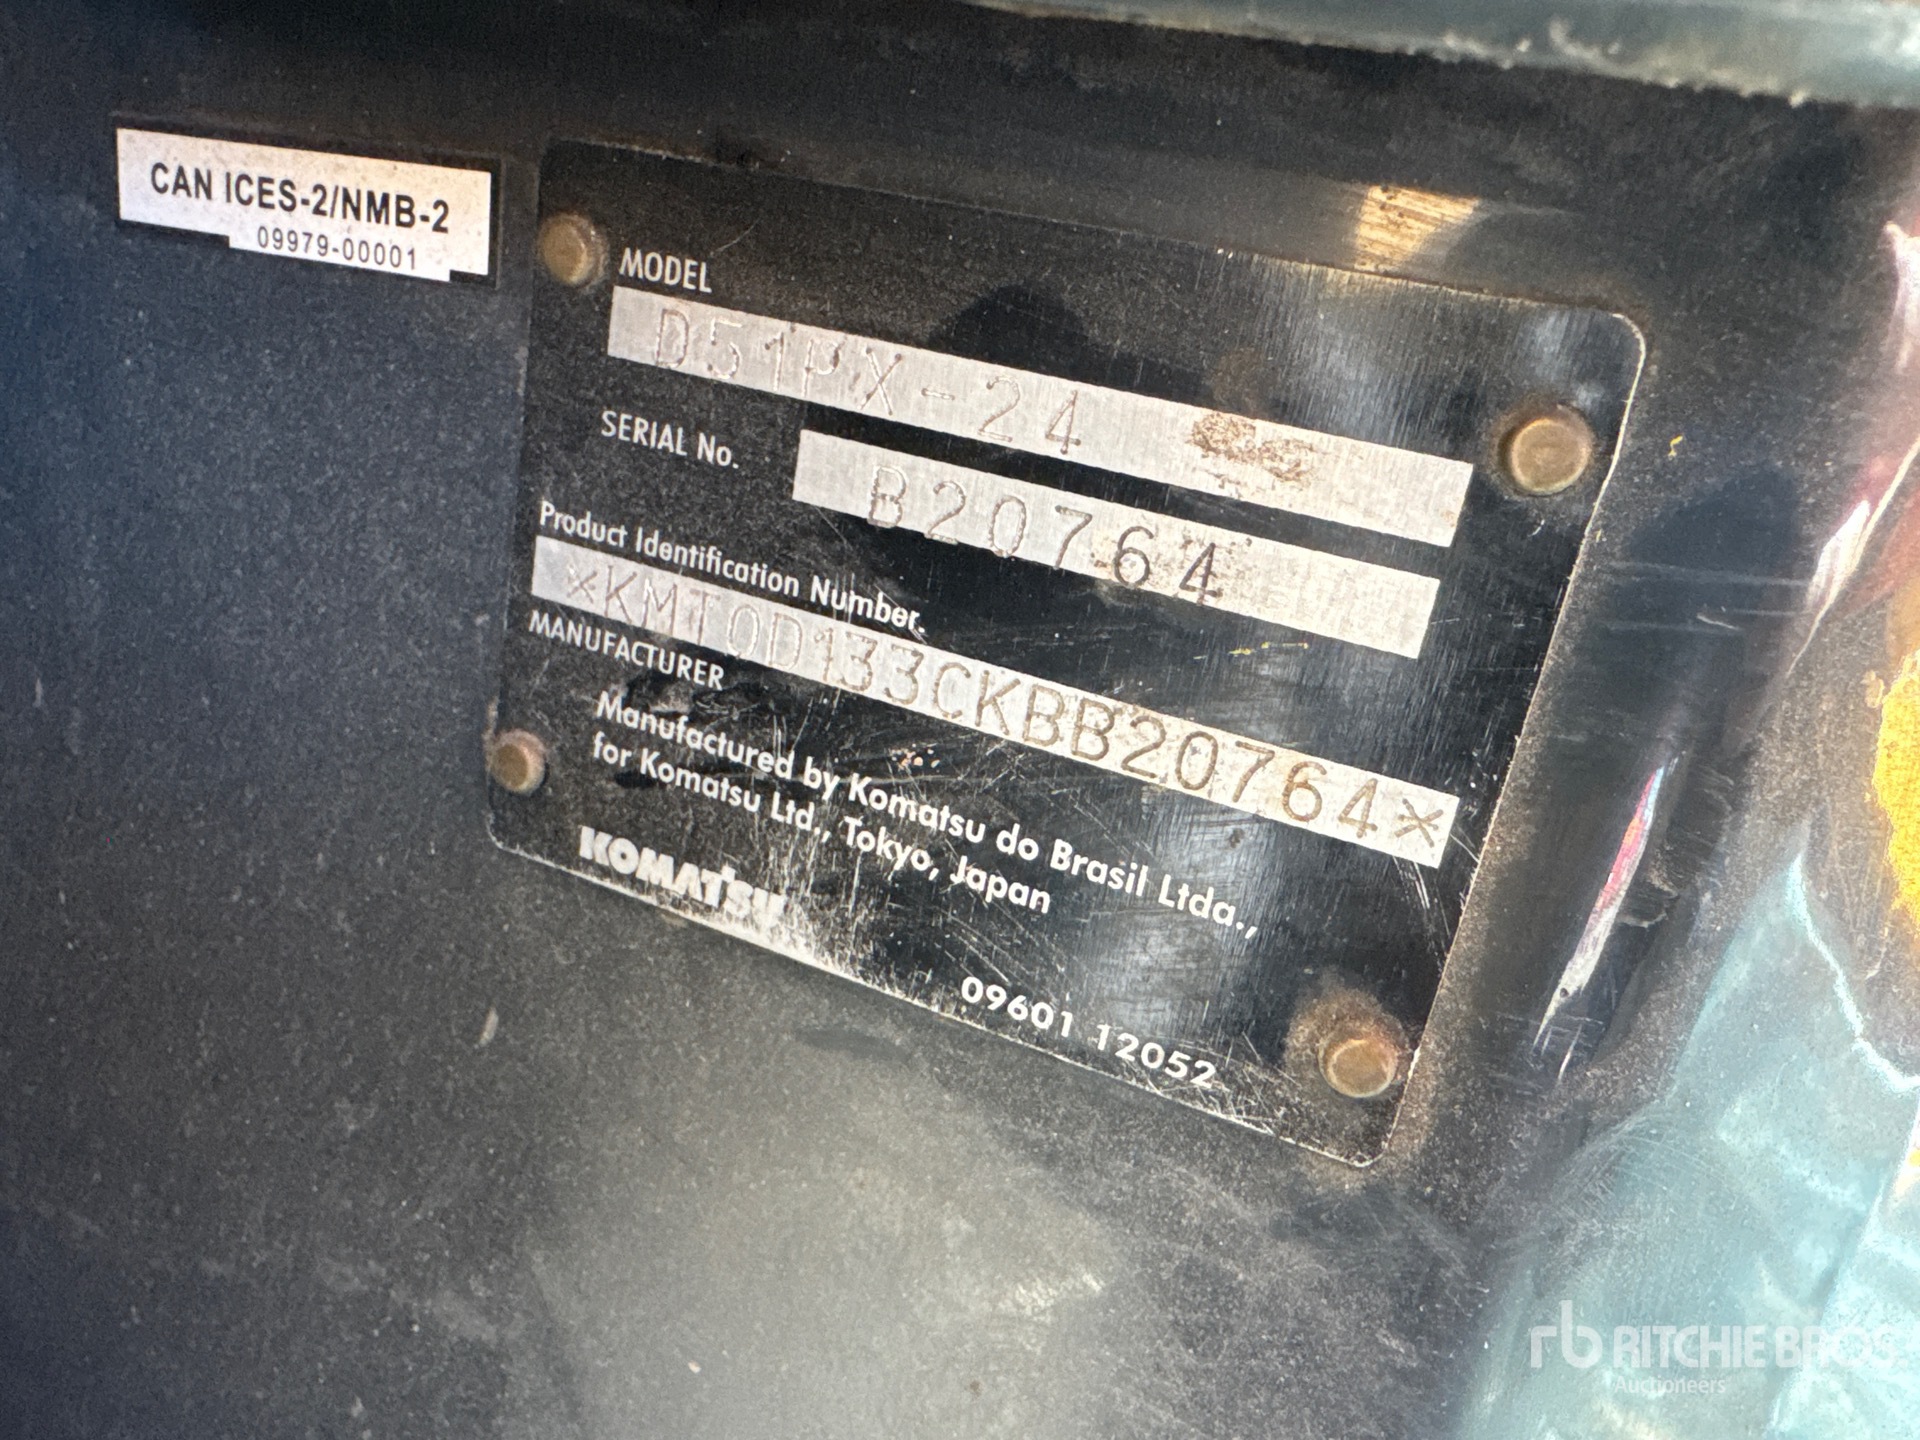 CAN ICES-2/NMB-2
09979-00001
MODEL
D51PX-24
SERIAL No.
B20764
Product Identification Number.
*KMT0D133CKBB20764*
MANUFACTURER
Manufactured by Komatsu do Brasil Ltda.,
for Komatsu Ltd., Tokyo, Japan
KOMATSU
09601 12052
rb RITCHIE BROS
Auctioneers